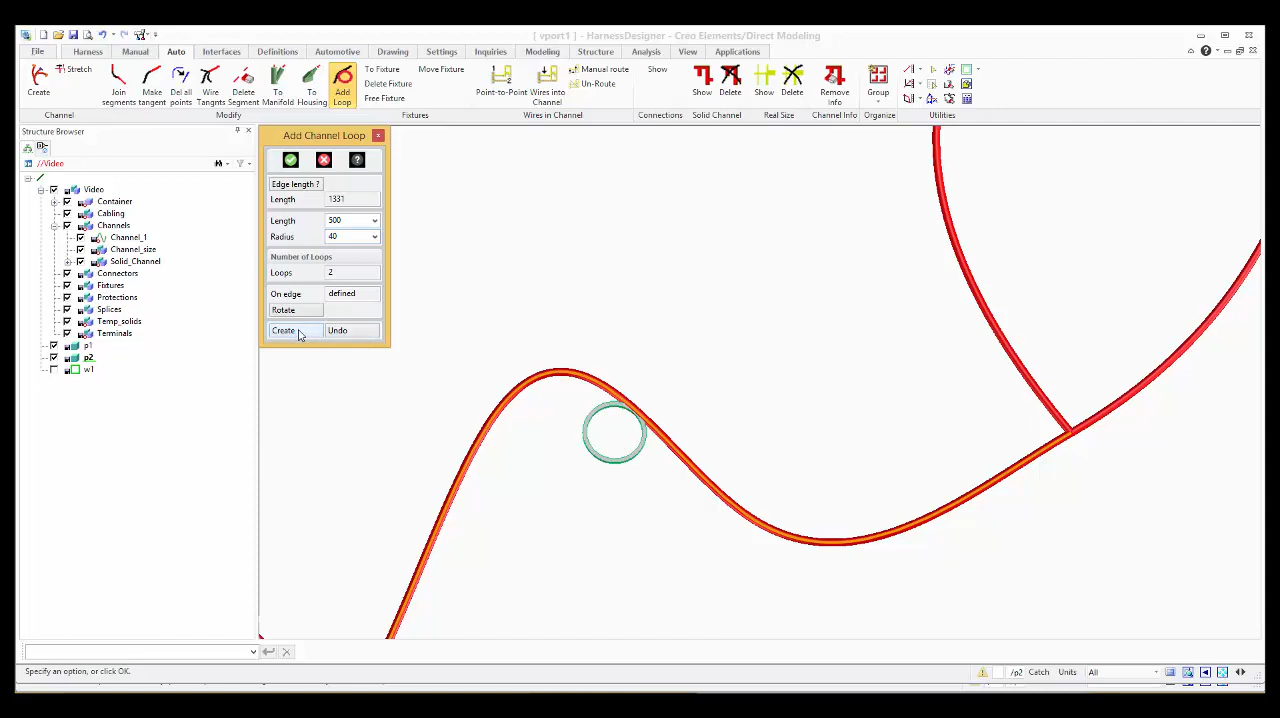 [ vport1 ] - HarnessDesigner - Creo Elements/Direct Modeling
File Harness Manual Auto Interfaces Definitions Automotive Drawing Settings Inquiries Modeling Structure Analysis View Applications
Create
Stretch
Join segments
Make tangent
Del all points
Wire Tangnts
Delete Segment
To Manifold
To Housing
Add Loop
To Fixture
Delete Fixture
Free Fixture
Move Fixture
Point-to-Point
Wires into Channel
Manual route
Un-Route
Show
Show
Delete
Show
Delete
Remove Info
Group
Channel Modify Fixtures Wires in Channel Connections Solid Channel Real Size Channel Info Organize Utilities
Structure Browser
//Video
Video
Container
Cabling
Channels
Channel_1
Channel_size
Solid_Channel
Connectors
Fixtures
Protections
Splices
Temp_solids
Terminals
p1
p2
w1
Add Channel Loop
Edge length ?
Length 1331
Length 500
Radius 40
Number of Loops
Loops 2
On edge defined
Rotate
Create Undo
Specify an option, or click OK.
/p2 Catch Units All